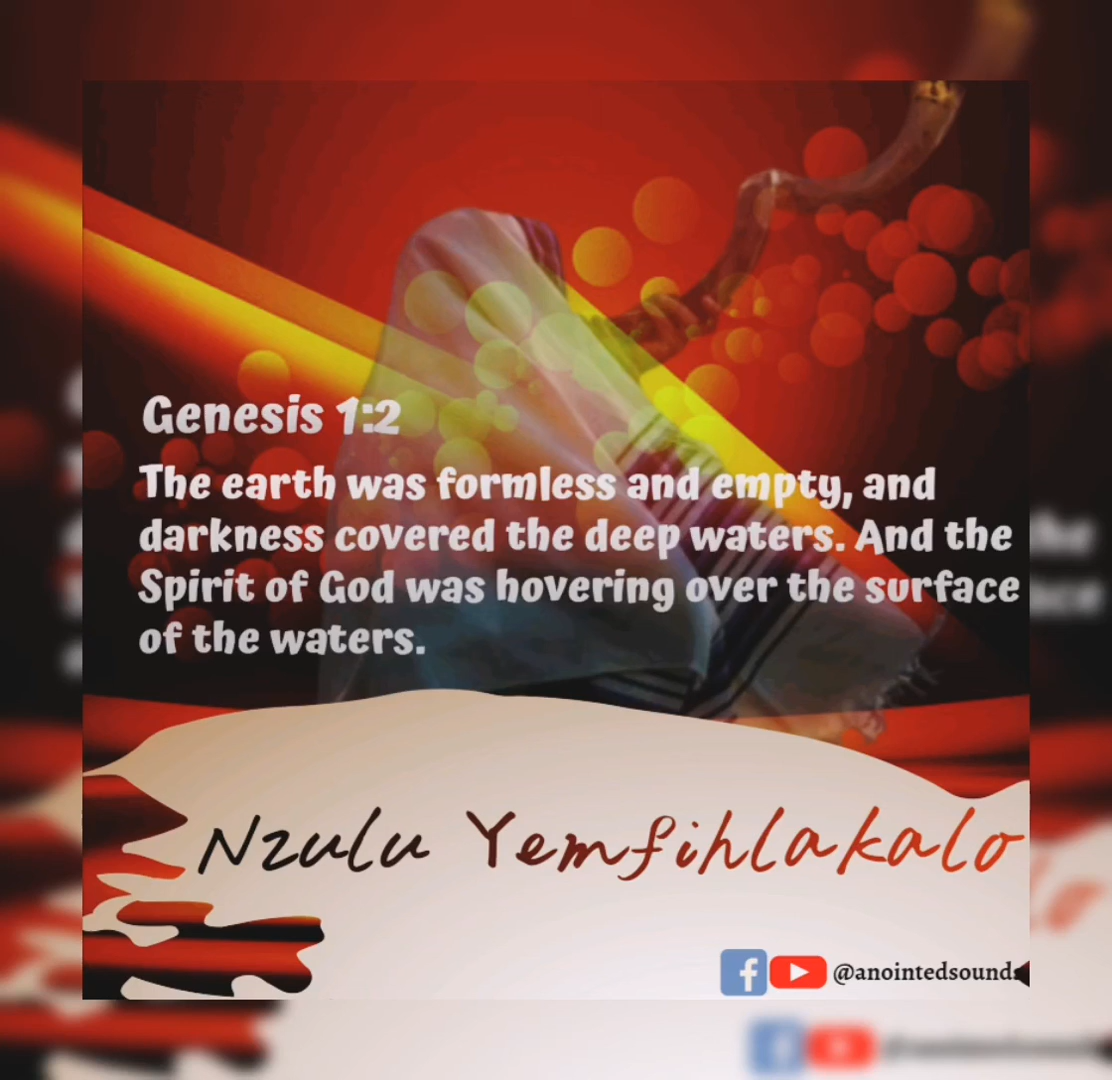 Genesis 1:2
The earth was formless and empty, and
darkness covered the deep waters. And the
Spirit of God was hovering over the surface
of the waters.
Nzulu Yemfihlakalo
@anointedsounds